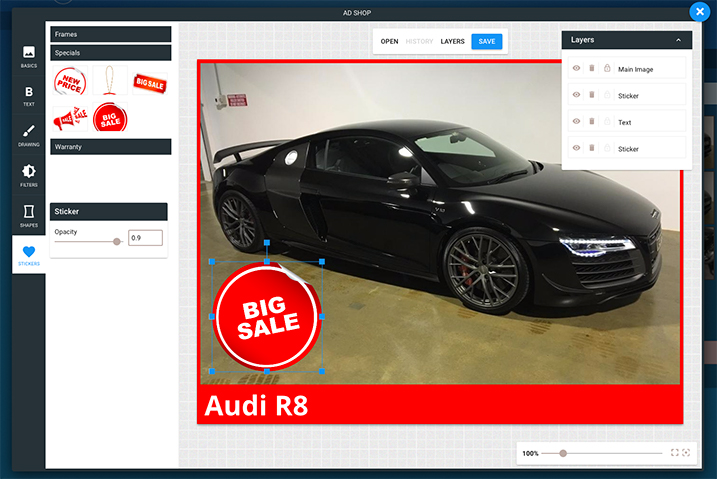 AD SHOP
BASICS
TEXT
DRAWING
FILTERS
SHAPES
STICKERS
Frames
Specials
NEW PRICE
BIG SALE
SALE
BIG
SALE
Warranty
Sticker
Opacity
0.9
OPEN HISTORY LAYERS SAVE
Layers
Main Image
Sticker
Text
Sticker
V10
BIG
SALE
Audi R8
100%